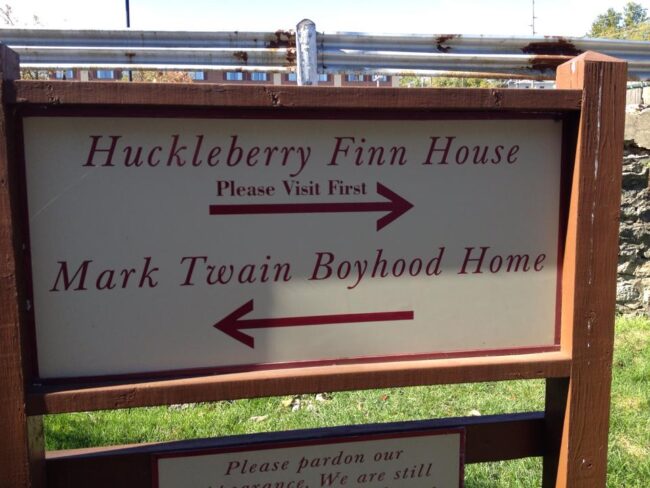 Huckleberry Finn House
Please Visit First
Mark Twain Boyhood Home
Please pardon our
We are still